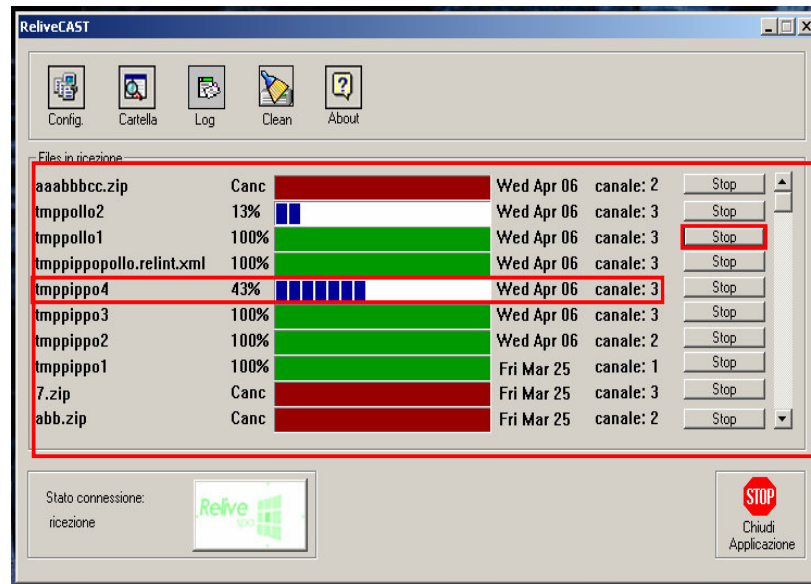 ReliveCAST
Config. Cartella Log Clean About
Files in ricezione
aaabbbcc.zip Canc Wed Apr 06 canale: 2 Stop
tmppollo2 13% Wed Apr 06 canale: 3 Stop
tmppollo1 100% Wed Apr 06 canale: 3 Stop
tmppippopollo.relint.xml 100% Wed Apr 06 canale: 3 Stop
tmppippo4 43% Wed Apr 06 canale: 3 Stop
tmppippo3 100% Wed Apr 06 canale: 3 Stop
tmppippo2 100% Wed Apr 06 canale: 2 Stop
tmppippo1 100% Fri Mar 25 canale: 1 Stop
7.zip Canc Fri Mar 25 canale: 3 Stop
abb.zip Canc Fri Mar 25 canale: 2 Stop
Stato connessione:
ricezione
Relive
spa
STOP
Chiudi
Applicazione